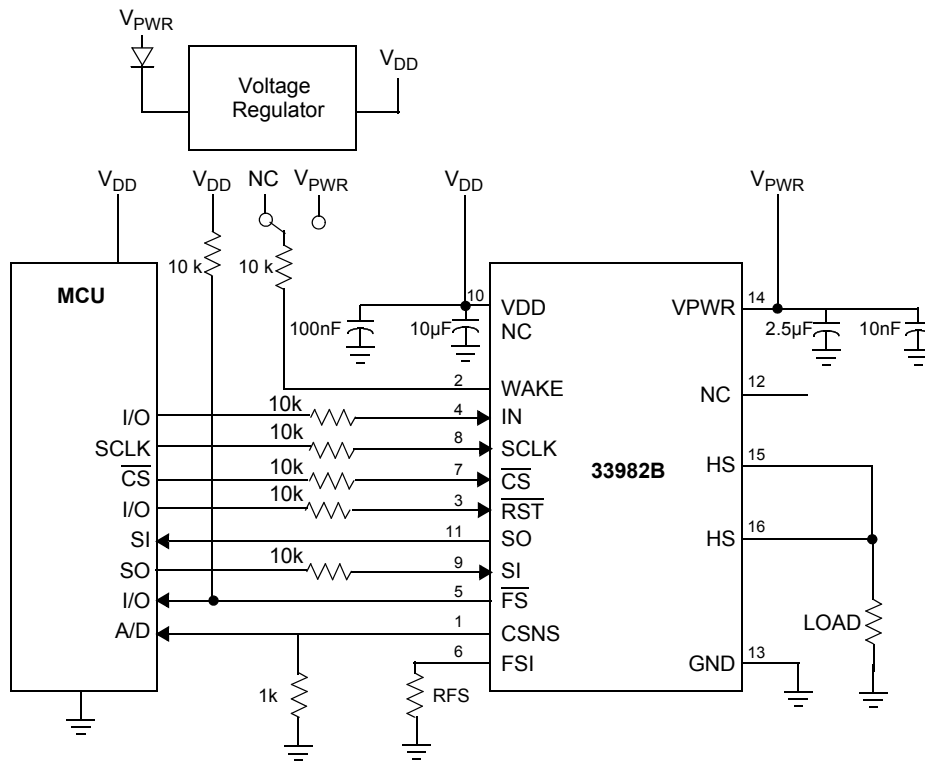 VPWR
Voltage
Regulator
VDD
VDD
VDD
NC
VPWR
VDD
VPWR
10 k
10 k
MCU
100nF
10µF
10
VDD
NC
VPWR
14
2.5µF
10nF
2
WAKE
NC
12
I/O
10k
4
IN
SCLK
10k
8
SCLK
33982B
HS
15
CS
10k
7
CS
I/O
10k
3
RST
SI
11
SO
HS
16
SO
10k
9
SI
I/O
5
FS
A/D
1
CSNS
LOAD
6
FSI
GND
13
1k
RFS